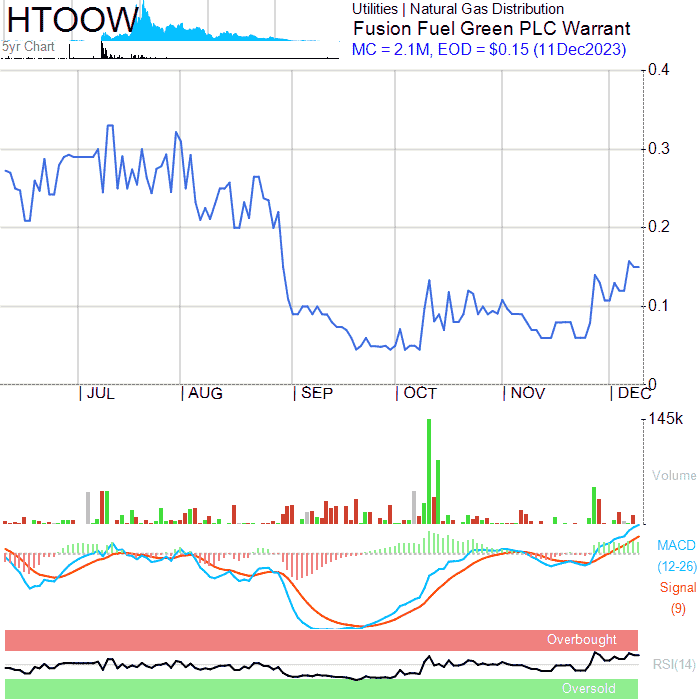 HTOOW
Utilities | Natural Gas Distribution
Fusion Fuel Green PLC Warrant
MC = 2.1M, EOD = $0.15 (11Dec2023)
5yr Chart
0.4
0.3
0.2
0.1
0
JUL
AUG
SEP
OCT
NOV
DEC
145k
Volume
MACD
(12-26)
Signal
(9)
Overbought
RSI(14)
Oversold